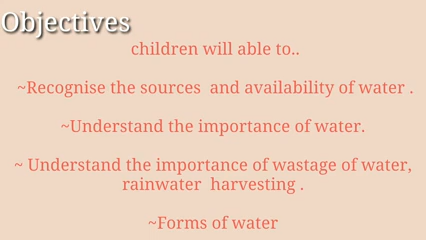 Objectives
children will able to..
~Recognise the sources and availability of water .
~Understand the importance of water.
~ Understand the importance of wastage of water,
rainwater harvesting .
~Forms of water